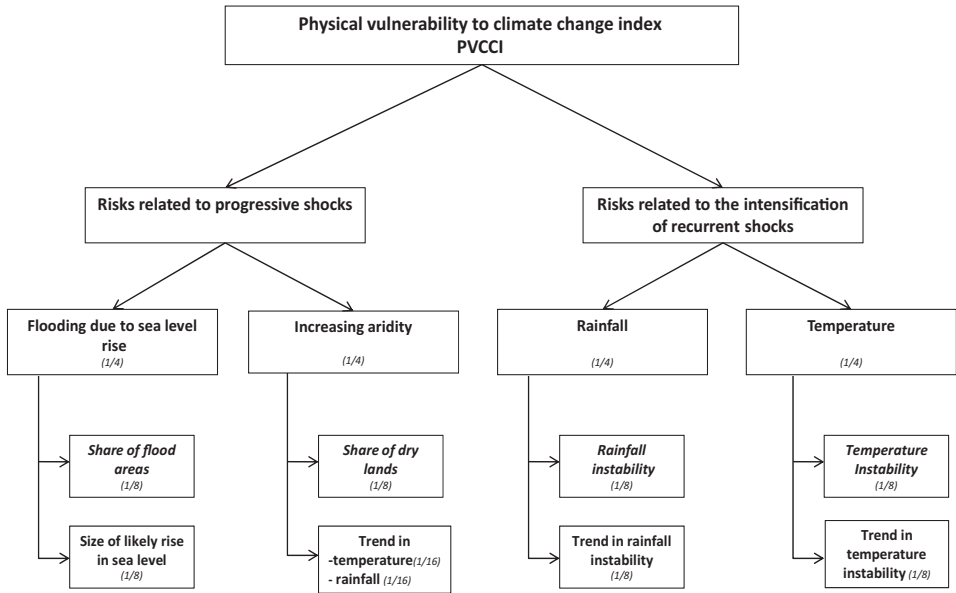 Physical vulnerability to climate change index
PVCCI
Risks related to progressive shocks
Risks related to the intensification
of recurrent shocks
Flooding due to sea level
rise
(1/4)
Increasing aridity
(1/4)
Rainfall
(1/4)
Temperature
(1/4)
Share of flood
areas
(1/8)
Share of dry
lands
(1/8)
Rainfall
instability
(1/8)
Temperature
Instability
(1/8)
Size of likely rise
in sea level
(1/8)
Trend in
-temperature(1/16)
- rainfall (1/16)
Trend in rainfall
instability
(1/8)
Trend in
temperature
instability (1/8)